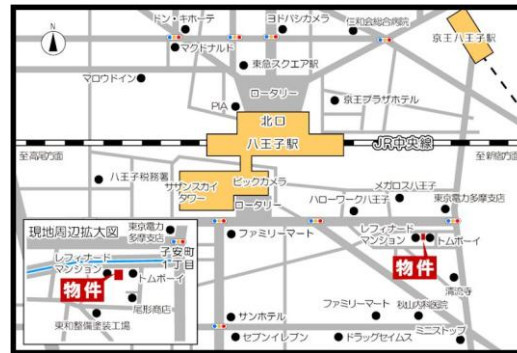 N
ドン・キホーテ
ヨドバシカメラ
仁和会総合病院
京王八王子駅
マクドナルド
東急スクエア駅
マロウドイン
ロータリー
PIA
京王プラザホテル
北口
八王子駅
JR中央線
至高尾方面
至新宿方面
八王子税務署
ビックカメラ
サザンスカイ
タワー
ロータリー
メガロス八王子
ハローワーク八王子
東京電力多摩支店
現地周辺拡大図
東京電力
多摩支店
子安町
1丁目
ファミリーマート
レフィナード
マンション
トムボーイ
物件
レフィナード
マンション
トムボーイ
物件
尾形商店
東和整備塗装工場
清流寺
サンホテル
ファミリーマート
秋山内科医院
セブンイレブン
ドラッグセイムス
ミニストップ